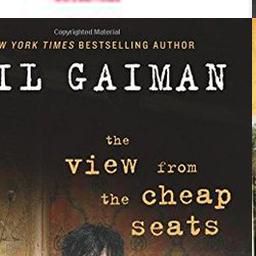 Copyrighted Material
W YORK TIMES BESTSELLING AUTHOR
IL GAIMAN
the
view from
the cheap
seats